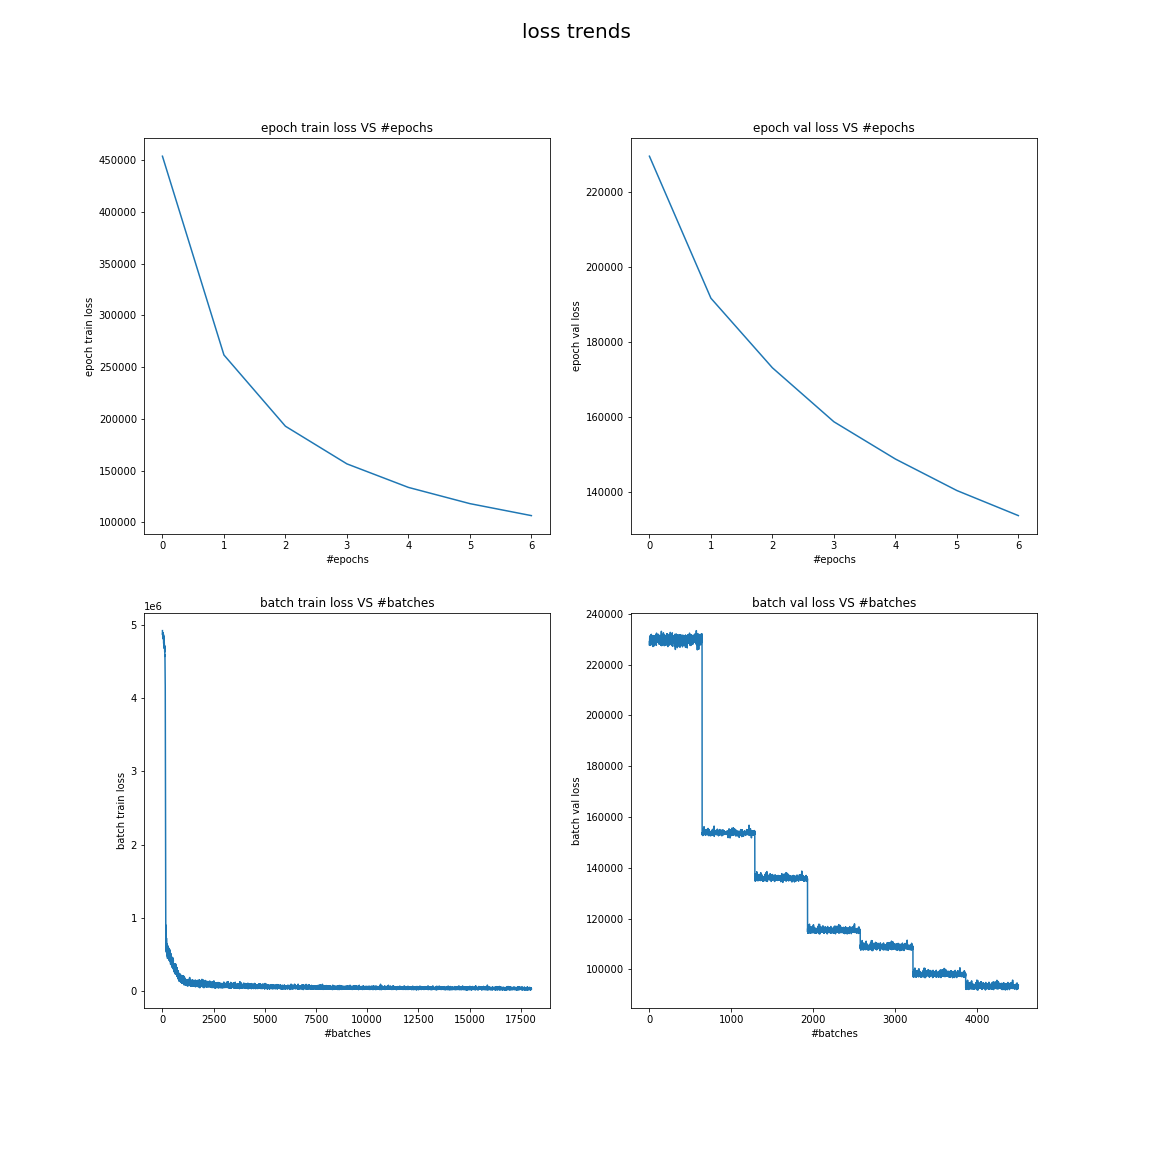 loss trends
epoch train loss VS #epochs
450000
400000
350000
300000
250000
200000
150000
100000
epoch train loss
0 1 2 3 4 5 6
#epochs
epoch val loss VS #epochs
220000
200000
180000
160000
140000
epoch val loss
0 1 2 3 4 5 6
#epochs
batch train loss VS #batches
1e6
5
4
3
2
1
0
batch train loss
0 2500 5000 7500 10000 12500 15000 17500
#batches
batch val loss VS #batches
240000
220000
200000
180000
160000
140000
120000
100000
batch val loss
0 1000 2000 3000 4000
#batches